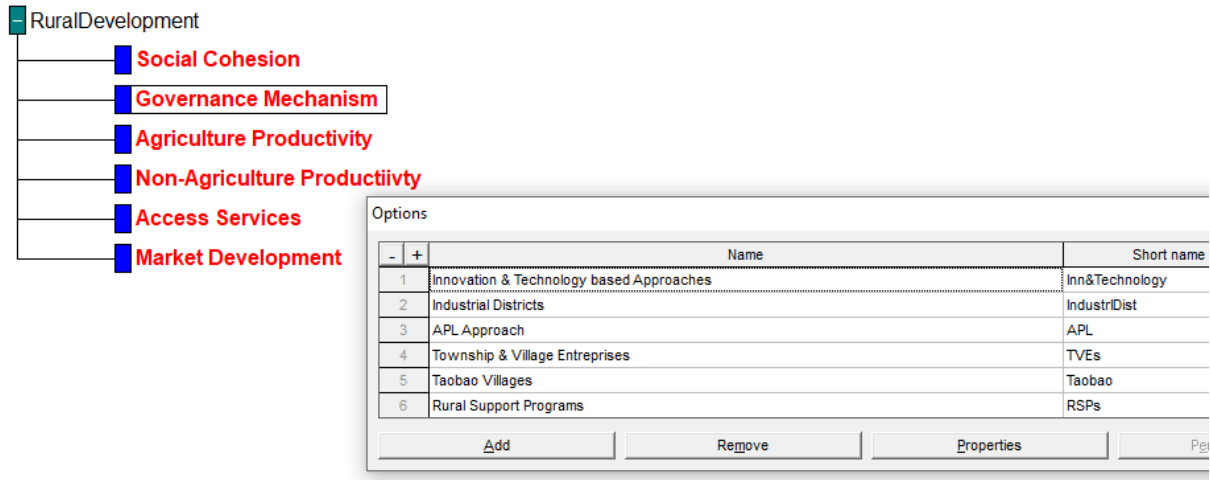 RuralDevelopment
Social Cohesion
Governance Mechanism
Agriculture Productivity
Non-Agriculture Productiivty
Access Services
Market Development
Options
- + Name Short name
1 Innovation & Technology based Approaches Inn&Technology
2 Industrial Districts IndustrlDist
3 APL Approach APL
4 Township & Village Entreprises TVEs
5 Taobao Villages Taobao
6 Rural Support Programs RSPs
Add Remove Properties